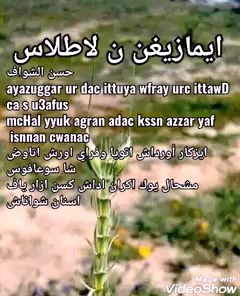 ايمازيغن ن لاطلاس
حسن الشواف
ayazuggar ur dac ittuya wfray urc ittawD
ca s u3afus
mcHal yyuk agran adac kssn azzar yaf
isnnan cwanac
ايزكار أورداش اتويا وفراي اورش اتاوض
شا سوعافوس
مشحال يوك اكران اداش كسن ازار ياف
اسنان شواناش
Made with
VideoShow